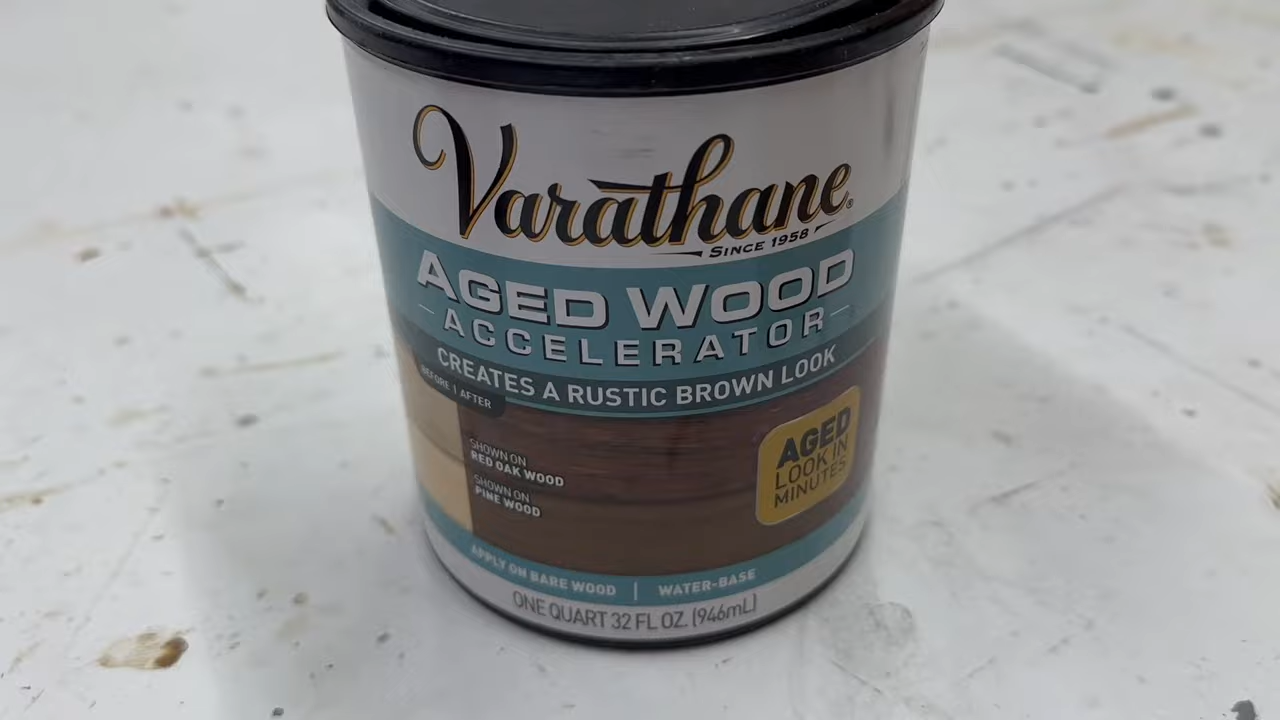 Varathane®
SINCE 1958
AGED WOOD
ACCELERATOR
CREATES A RUSTIC BROWN LOOK
BEFORE | AFTER
SHOWN ON
RED OAK WOOD
SHOWN ON
PINE WOOD
AGED
LOOK IN
MINUTES
APPLY ON BARE WOOD | WATER-BASE
ONE QUART 32 FL OZ. (946mL)